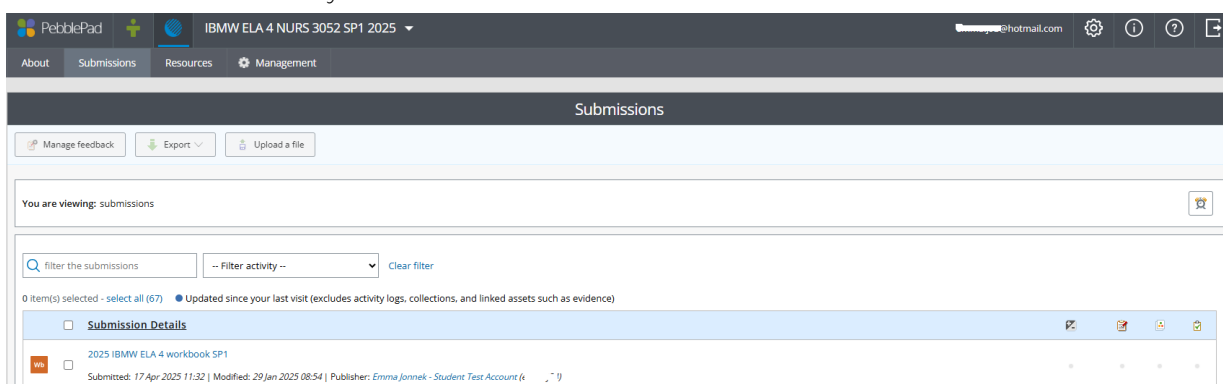 PebblePad IBMW ELA 4 NURS 3052 SP1 2025 @hotmail.com
About Submissions Resources Management
Submissions
Manage feedback Export Upload a file
You are viewing: submissions
filter the submissions -- Filter activity -- Clear filter
0 item(s) selected - select all (67) Updated since your last visit (excludes activity logs, collections, and linked assets such as evidence)
Submission Details
Wb 2025 IBMW ELA 4 workbook SP1
Submitted: 17 Apr 2025 11:32 | Modified: 29 Jan 2025 08:54 | Publisher: Emma Jonnek - Student Test Account